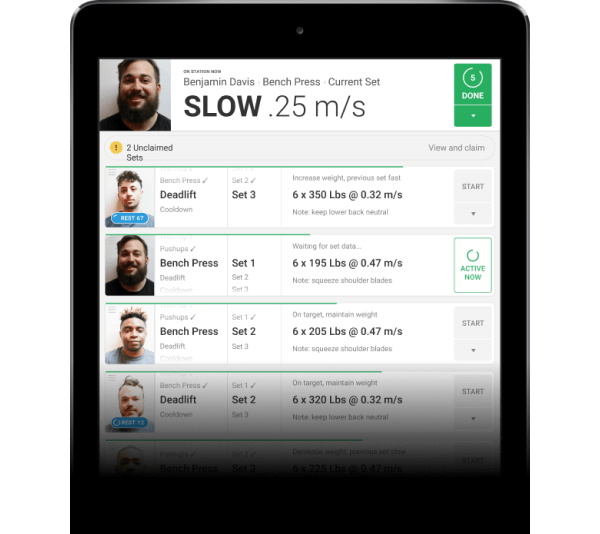 ON STATION NOW
Benjamin Davis · Bench Press · Current Set
SLOW .25 m/s
5
DONE
! 2 Unclaimed
Sets
View and claim
Bench Press ✓
Deadlift
Cooldown
REST 67
Set 2 ✓
Set 3
Increase weight, previous set fast
6 x 350 Lbs @ 0.32 m/s
Note: keep lower back neutral
START
Pushups ✓
Bench Press
Deadlift
Cooldown
Set 1
Set 2
Set 3
Waiting for set data...
6 x 195 Lbs @ 0.47 m/s
Note: squeeze shoulder blades
ACTIVE
NOW
Pushups ✓
Bench Press
Deadlift
Cooldown
Set 1 ✓
Set 2
Set 3
On target, maintain weight
6 x 205 Lbs @ 0.47 m/s
Note: squeeze shoulder blades
START
Bench Press ✓
Deadlift
Cooldown
REST 12
Set 1 ✓
Set 2
Set 3
On target, maintain weight
6 x 320 Lbs @ 0.32 m/s
Note: keep lower back neutral
START
Pushups ✓
Bench Press
Set 2 ✓
Set 3
Decrease weight, previous set slow
6 x 225 Lbs @ 0.47 m/s
START